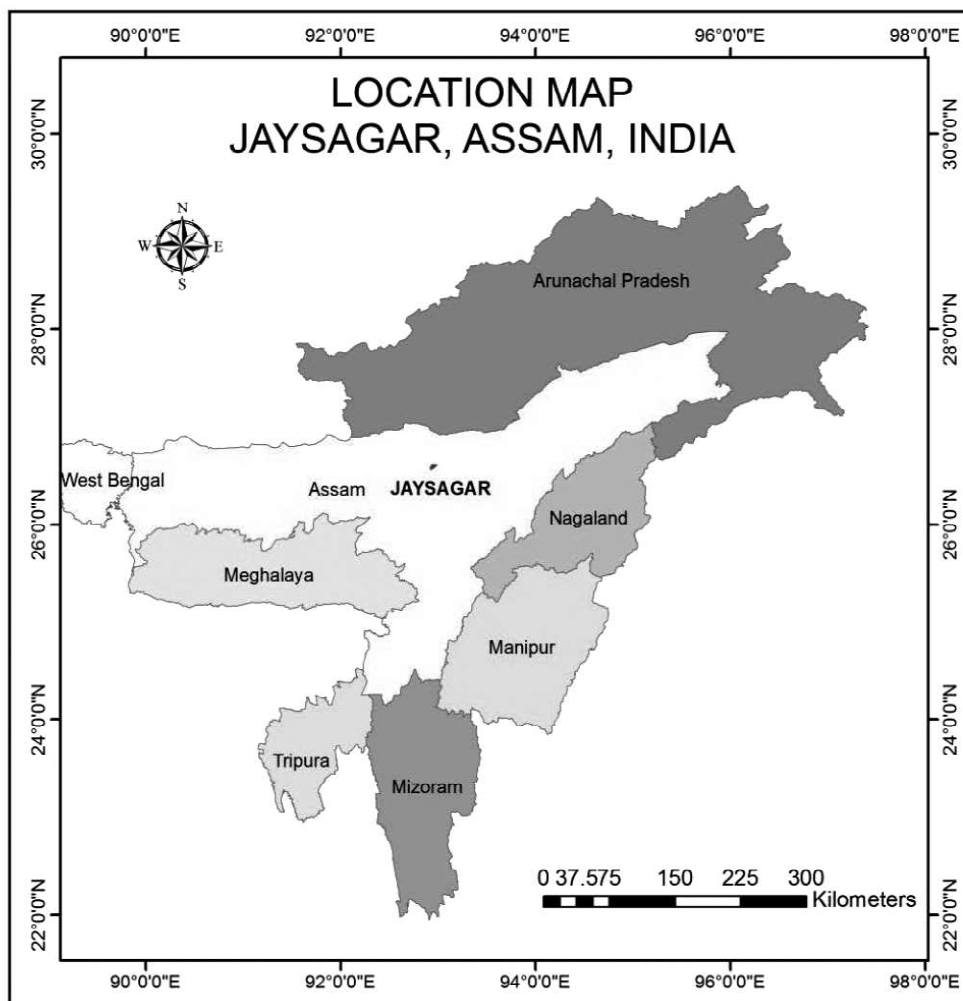 90°0'0"E 92°0'0"E 94°0'0"E 96°0'0"E 98°0'0"E
LOCATION MAP
JAYSAGAR, ASSAM, INDIA
30°0'0"N 30°0'0"N
N
W E
S
Arunachal Pradesh
28°0'0"N 28°0'0"N
West Bengal
Assam JAYSAGAR
Nagaland
26°0'0"N 26°0'0"N
Meghalaya
Manipur
24°0'0"N 24°0'0"N
Tripura
Mizoram
0 37.575 150 225 300
Kilometers
22°0'0"N 22°0'0"N
90°0'0"E 92°0'0"E 94°0'0"E 96°0'0"E 98°0'0"E